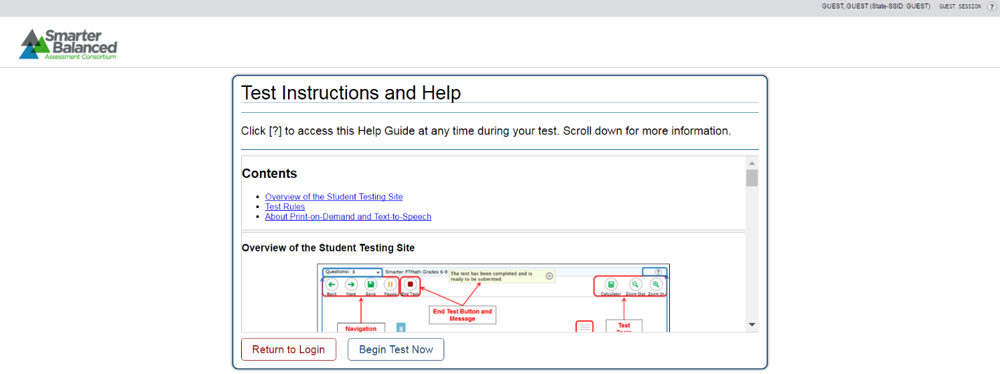 GUEST, GUEST (State-SSID: GUEST) GUEST SESSION ?
Smarter
Balanced
Assessment Consortium
Test Instructions and Help
Click [?] to access this Help Guide at any time during your test. Scroll down for more information.
Contents
Overview of the Student Testing Site
Test Rules
About Print-on-Demand and Text-to-Speech
Overview of the Student Testing Site
Questions: 8 Smarter PTMath Grades 6-8 The test has been completed and is
ready to be submitted. ?
Back Next Save Pause End Test Calculator Zoom Out Zoom In
End Test Button and
Message
Navigation 8 Test
Tools
Return to Login Begin Test Now